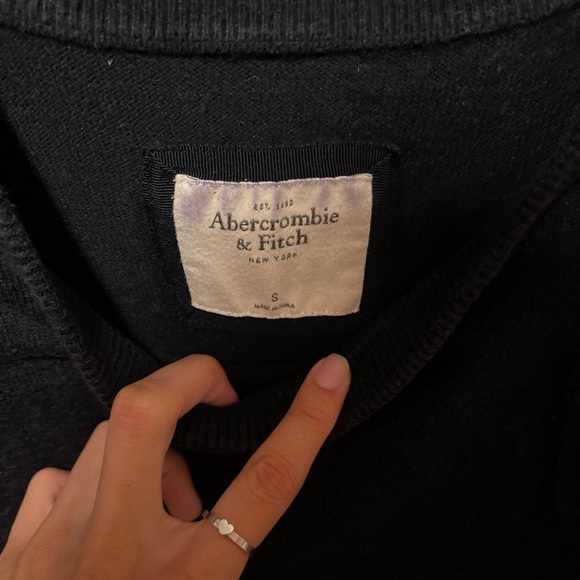 EST. 1892
Abercrombie
& Fitch
NEW YORK
S
MADE IN CHINA